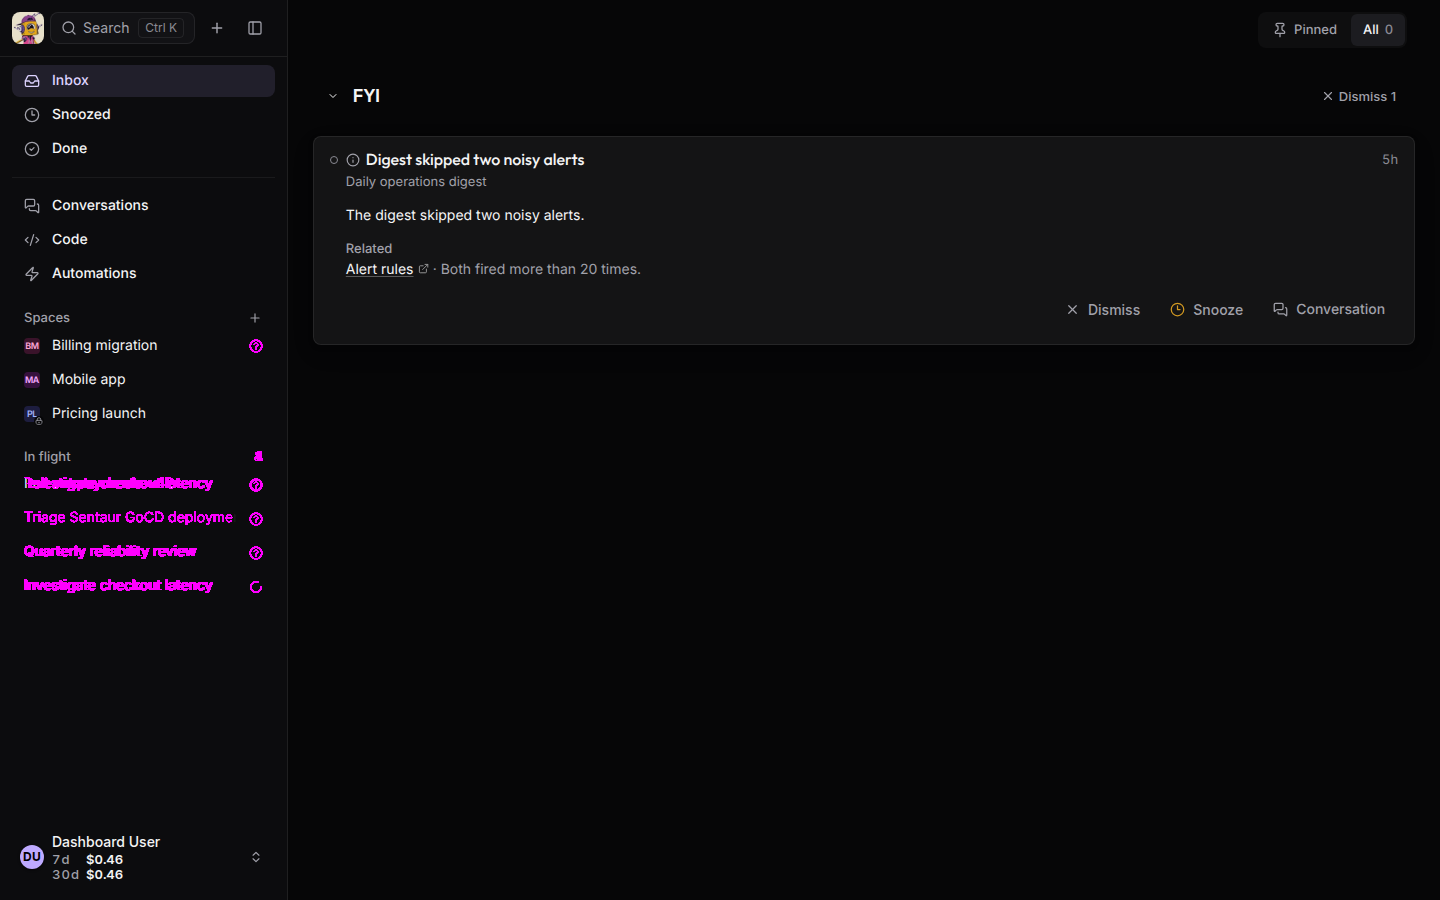 Search Ctrl K
Pinned All 0
Inbox
Snoozed
Done
Conversations
Code
Automations
Spaces
BM Billing migration
MA Mobile app
PL Pricing launch
In flight
latency
Triage Sentaur GoCD deployme
Quarterly reliability review
Investigate checkout latency
DU Dashboard User
7d $0.46
30d $0.46
FYI
Dismiss 1
Digest skipped two noisy alerts
5h
Daily operations digest
The digest skipped two noisy alerts.
Related
Alert rules · Both fired more than 20 times.
Dismiss Snooze Conversation